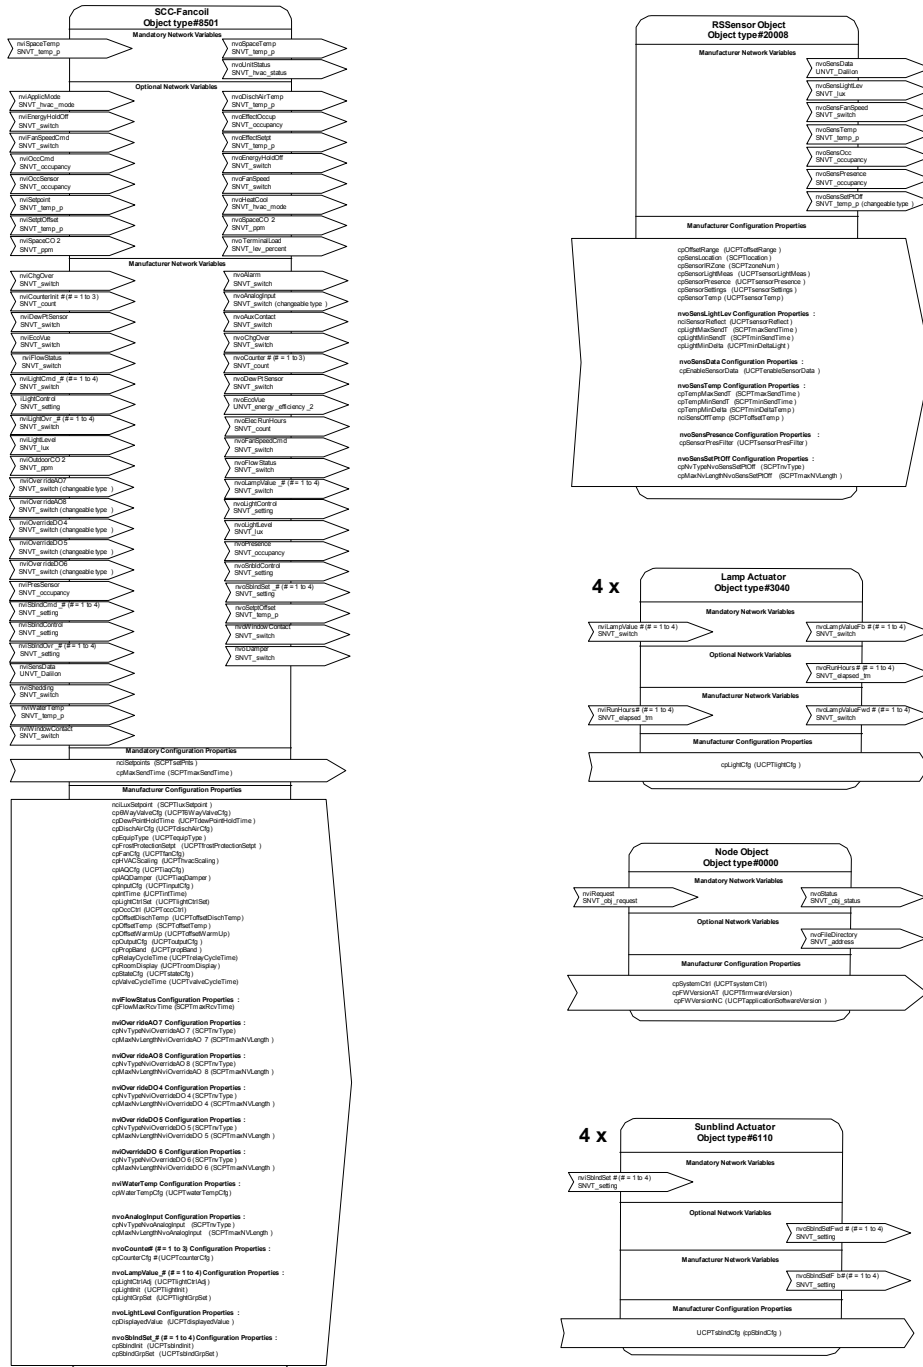 SCC-Fancoil
Object type#8501
Mandatory Network Variables
nviSpaceTemp
SNVT_temp_p
nvoSpaceTemp
SNVT_temp_p
nvoUnitStatus
SNVT_hvac_status
Optional Network Variables
nviApplicMode
SNVT_hvac_mode
nviEnergyHoldOff
SNVT_switch
nviFanSpeedCmd
SNVT_switch
nviOccCmd
SNVT_occupancy
nviOccSensor
SNVT_occupancy
nviSetpoint
SNVT_temp_p
nviSetptOffset
SNVT_temp_p
nviSpaceCO 2
SNVT_ppm
nvoDischAirTemp
SNVT_temp_p
nvoEffectOccup
SNVT_occupancy
nvoEffectSetpt
SNVT_temp_p
nvoEnergyHoldOff
SNVT_switch
nvoFanSpeed
SNVT_switch
nvoHeatCool
SNVT_hvac_mode
nvoSpaceCO 2
SNVT_ppm
nvoTerminalLoad
SNVT_lev_percent
Manufacturer Network Variables
nviChgOver
SNVT_switch
nviCounterInit # (# = 1 to 3)
SNVT_count
nviDewPtSensor
SNVT_switch
nviEcoVue
SNVT_switch
nviFlowStatus
SNVT_switch
nviLightCmd_# (# = 1 to 4)
SNVT_switch
iLightControl
SNVT_setting
nviLightOvr_# (# = 1 to 4)
SNVT_switch
nviLightLevel
SNVT_lux
nviOutdoorCO 2
SNVT_ppm
nviOverrideAO7
SNVT_switch (changeable type )
nviOverrideAO8
SNVT_switch (changeable type )
nviOverrideDO 4
SNVT_switch (changeable type )
nviOverrideDO 5
SNVT_switch (changeable type )
nviOverrideDO6
SNVT_switch (changeable type )
nviPresSensor
SNVT_occupancy
nviSblndCmd_# (# = 1 to 4)
SNVT_setting
nviSblndControl
SNVT_setting
nviSblndOvr_# (# = 1 to 4)
SNVT_setting
nviSensData
UNVT_Dalilon
nviShedding
SNVT_switch
nviWaterTemp
SNVT_temp_p
nviWindowContact
SNVT_switch
nvoAlarm
SNVT_switch
nvoAnalogInput
SNVT_switch (changeable type )
nvoAuxContact
SNVT_switch
nvoChgOver
SNVT_switch
nvoCounter # (# = 1 to 3)
SNVT_count
nvoDewPtSensor
SNVT_switch
nvoEcoVue
UNVT_energy_efficiency _2
nvoElecRunHours
SNVT_count
nvoFanSpeedCmd
SNVT_switch
nvoFlowStatus
SNVT_switch
nvoLampValue _# (# = 1 to 4)
SNVT_switch
nvoLightControl
SNVT_setting
nvoLightLevel
SNVT_lux
nvoPresence
SNVT_occupancy
nvoSnbldControl
SNVT_setting
nvoSblndSet _# (# = 1 to 4)
SNVT_setting
nvoSetptOffset
SNVT_temp_p
nvoWindowContact
SNVT_switch
nvoDamper
SNVT_switch
Mandatory Configuration Properties
nciSetpoints (SCPTsetPnts )
cpMaxSendTime (SCPTmaxSendTime )
Manufacturer Configuration Properties
nciLuxSetpoint (SCPTluxSetpoint )
cp6WayValveCfg (UCPT6WayValveCfg )
cpDewPointHoldTime (UCPTdewPointHoldTime )
cpDischAirCfg (UCPTdischAirCfg )
cpEquipType (UCPTequipType )
cpFrostProtectionSetpt (UCPTfrostProtectionSetpt )
cpFanCfg (UCPTfanCfg )
cpHVACScaling (UCPThvacScaling )
cpIAQCfg (UCPTiaqCfg )
cpIAQDamper (UCPTiaqDamper )
cpInputCfg (UCPTinputCfg )
cpIntTime (UCPTintTime )
cpLightCtrlSet (UCPTlightCtrlSet)
cpOccCtrl (UCPToccCtrl )
cpOffsetDischTemp (UCPToffsetDischTemp )
cpOffsetTemp (SCPToffsetTemp )
cpOffsetWarmUp (UCPToffsetWarmUp )
cpOutputCfg (UCPToutputCfg )
cpPropBand (UCPTpropBand )
cpRelayCycleTime (UCPTrelayCycleTime)
cpRoomDisplay (UCPTroomDisplay )
cpStateCfg (UCPTstateCfg )
cpValveCycleTime (UCPTvalveCycleTime)
nviFlowStatus Configuration Properties :
cpFlowMaxRcvTime (SCPTmaxRcvTime)
nviOverrideAO7 Configuration Properties :
cpNvTypeNviOverrideAO 7 (SCPTnvType )
cpMaxNvLengthNviOverrideAO 7 (SCPTmaxNVLength )
nviOverrideAO8 Configuration Properties :
cpNvTypeNviOverrideAO 8 (SCPTnvType )
cpMaxNvLengthNviOverrideAO 8 (SCPTmaxNVLength )
nviOverrideDO4 Configuration Properties :
cpNvTypeNviOverrideDO 4 (SCPTnvType )
cpMaxNvLengthNviOverrideDO 4 (SCPTmaxNVLength )
nviOverrideDO5 Configuration Properties :
cpNvTypeNviOverrideDO 5 (SCPTnvType )
cpMaxNvLengthNviOverrideDO 5 (SCPTmaxNVLength )
nviOverrideDO 6 Configuration Properties :
cpNvTypeNviOverrideDO 6 (SCPTnvType )
cpMaxNvLengthNviOverrideDO 6 (SCPTmaxNVLength )
nviWaterTemp Configuration Properties :
cpWaterTempCfg (UCPTwaterTempCfg )
nvoAnalogInput Configuration Properties :
cpNvTypeNvoAnalogInput (SCPTnvType )
cpMaxNvLengthNvoAnalogInput (SCPTmaxNVLength )
nvoCounter# (# = 1 to 3) Configuration Properties :
cpCounterCfg # (UCPTcounterCfg )
nvoLampValue_# (# = 1 to 4) Configuration Properties :
cpLightCtrlAdj (UCPTlightCtrlAdj )
cpLightInit (UCPTlightInit)
cpLightGrpSet (UCPTlightGrpSet )
nvoLightLevel Configuration Properties :
cpDisplayedValue (UCPTdisplayedValue )
nvoSblndSet_# (# = 1 to 4) Configuration Properties :
cpSblndInit (UCPTsblndInit)
cpSblndGrpSet (UCPTsblndGrpSet )
RSSensor Object
Object type#20008
Manufacturer Network Variables
nvoSensData
UNVT_Dalilon
nvoSensLightLev
SNVT_lux
nvoSensFanSpeed
SNVT_switch
nvoSensTemp
SNVT_temp_p
nvoSensOcc
SNVT_occupancy
nvoSensPresence
SNVT_occupancy
nvoSensSetPtOff
SNVT_temp_p (changeable type )
Manufacturer Configuration Properties
cpOffsetRange (UCPToffsetRange )
cpSensLocation (SCPTlocation )
cpSensorIRZone (SCPTzoneNum )
cpSensorLightMeas (UCPTsensorLightMeas )
cpSensorPresence (UCPTsensorPresence )
cpSensorSettings (UCPTsensorSettings )
cpSensorTemp (UCPTsensorTemp )
nvoSensLightLev Configuration Properties :
nciSensorReflect (UCPTsensorReflect )
cpLightMaxSendT (SCPTmaxSendTime )
cpLightMinSendT (SCPTminSendTime )
cpLightMinDelta (UCPTminDeltaLight )
nvoSensData Configuration Properties :
cpEnableSensorData (UCPTenableSensorData )
nvoSensTemp Configuration Properties :
cpTempMaxSendT (SCPTmaxSendTime )
cpTempMinSendT (SCPTminSendTime )
cpTempMinDelta (SCPTminDeltaTemp )
nciSensOffTemp (SCPToffsetTemp )
nvoSensPresence Configuration Properties :
cpSensorPresFilter (UCPTsensorPresFilter )
nvoSensSetPtOff Configuration Properties :
cpNvTypeNvoSensSetPtOff (SCPTnvType )
cpMaxNvLengthNvoSensSetPtOff (SCPTmaxNVLength )
4 x
Lamp Actuator
Object type#3040
Mandatory Network Variables
nviLampValue # (# = 1 to 4)
SNVT_switch
nvoLampValueFb # (# = 1 to 4)
SNVT_switch
Optional Network Variables
nvoRunHours # (# = 1 to 4)
SNVT_elapsed_tm
Manufacturer Network Variables
nviRunHours # (# = 1 to 4)
SNVT_elapsed_tm
nvoLampValueFwd # (# = 1 to 4)
SNVT_switch
Manufacturer Configuration Properties
cpLightCfg (UCPTlightCfg )
Node Object
Object type#0000
Mandatory Network Variables
nviRequest
SNVT_obj_request
nvoStatus
SNVT_obj_status
Optional Network Variables
nvoFileDirectory
SNVT_address
Manufacturer Configuration Properties
cpSystemCtrl (UCPTsystemCtrl )
cpFWVersionAT (UCPTfirmwareVersion)
cpFWVersionNC (UCPTapplicationSoftwareVersion )
4 x
Sunblind Actuator
Object type#6110
Mandatory Network Variables
nviSblndSet # (# = 1 to 4)
SNVT_setting
Optional Network Variables
nvoSblndSetFwd # (# = 1 to 4)
SNVT_setting
Manufacturer Network Variables
nvoSblndSetF b# (# = 1 to 4)
SNVT_setting
Manufacturer Configuration Properties
UCPTsblndCfg (cpSblndCfg )